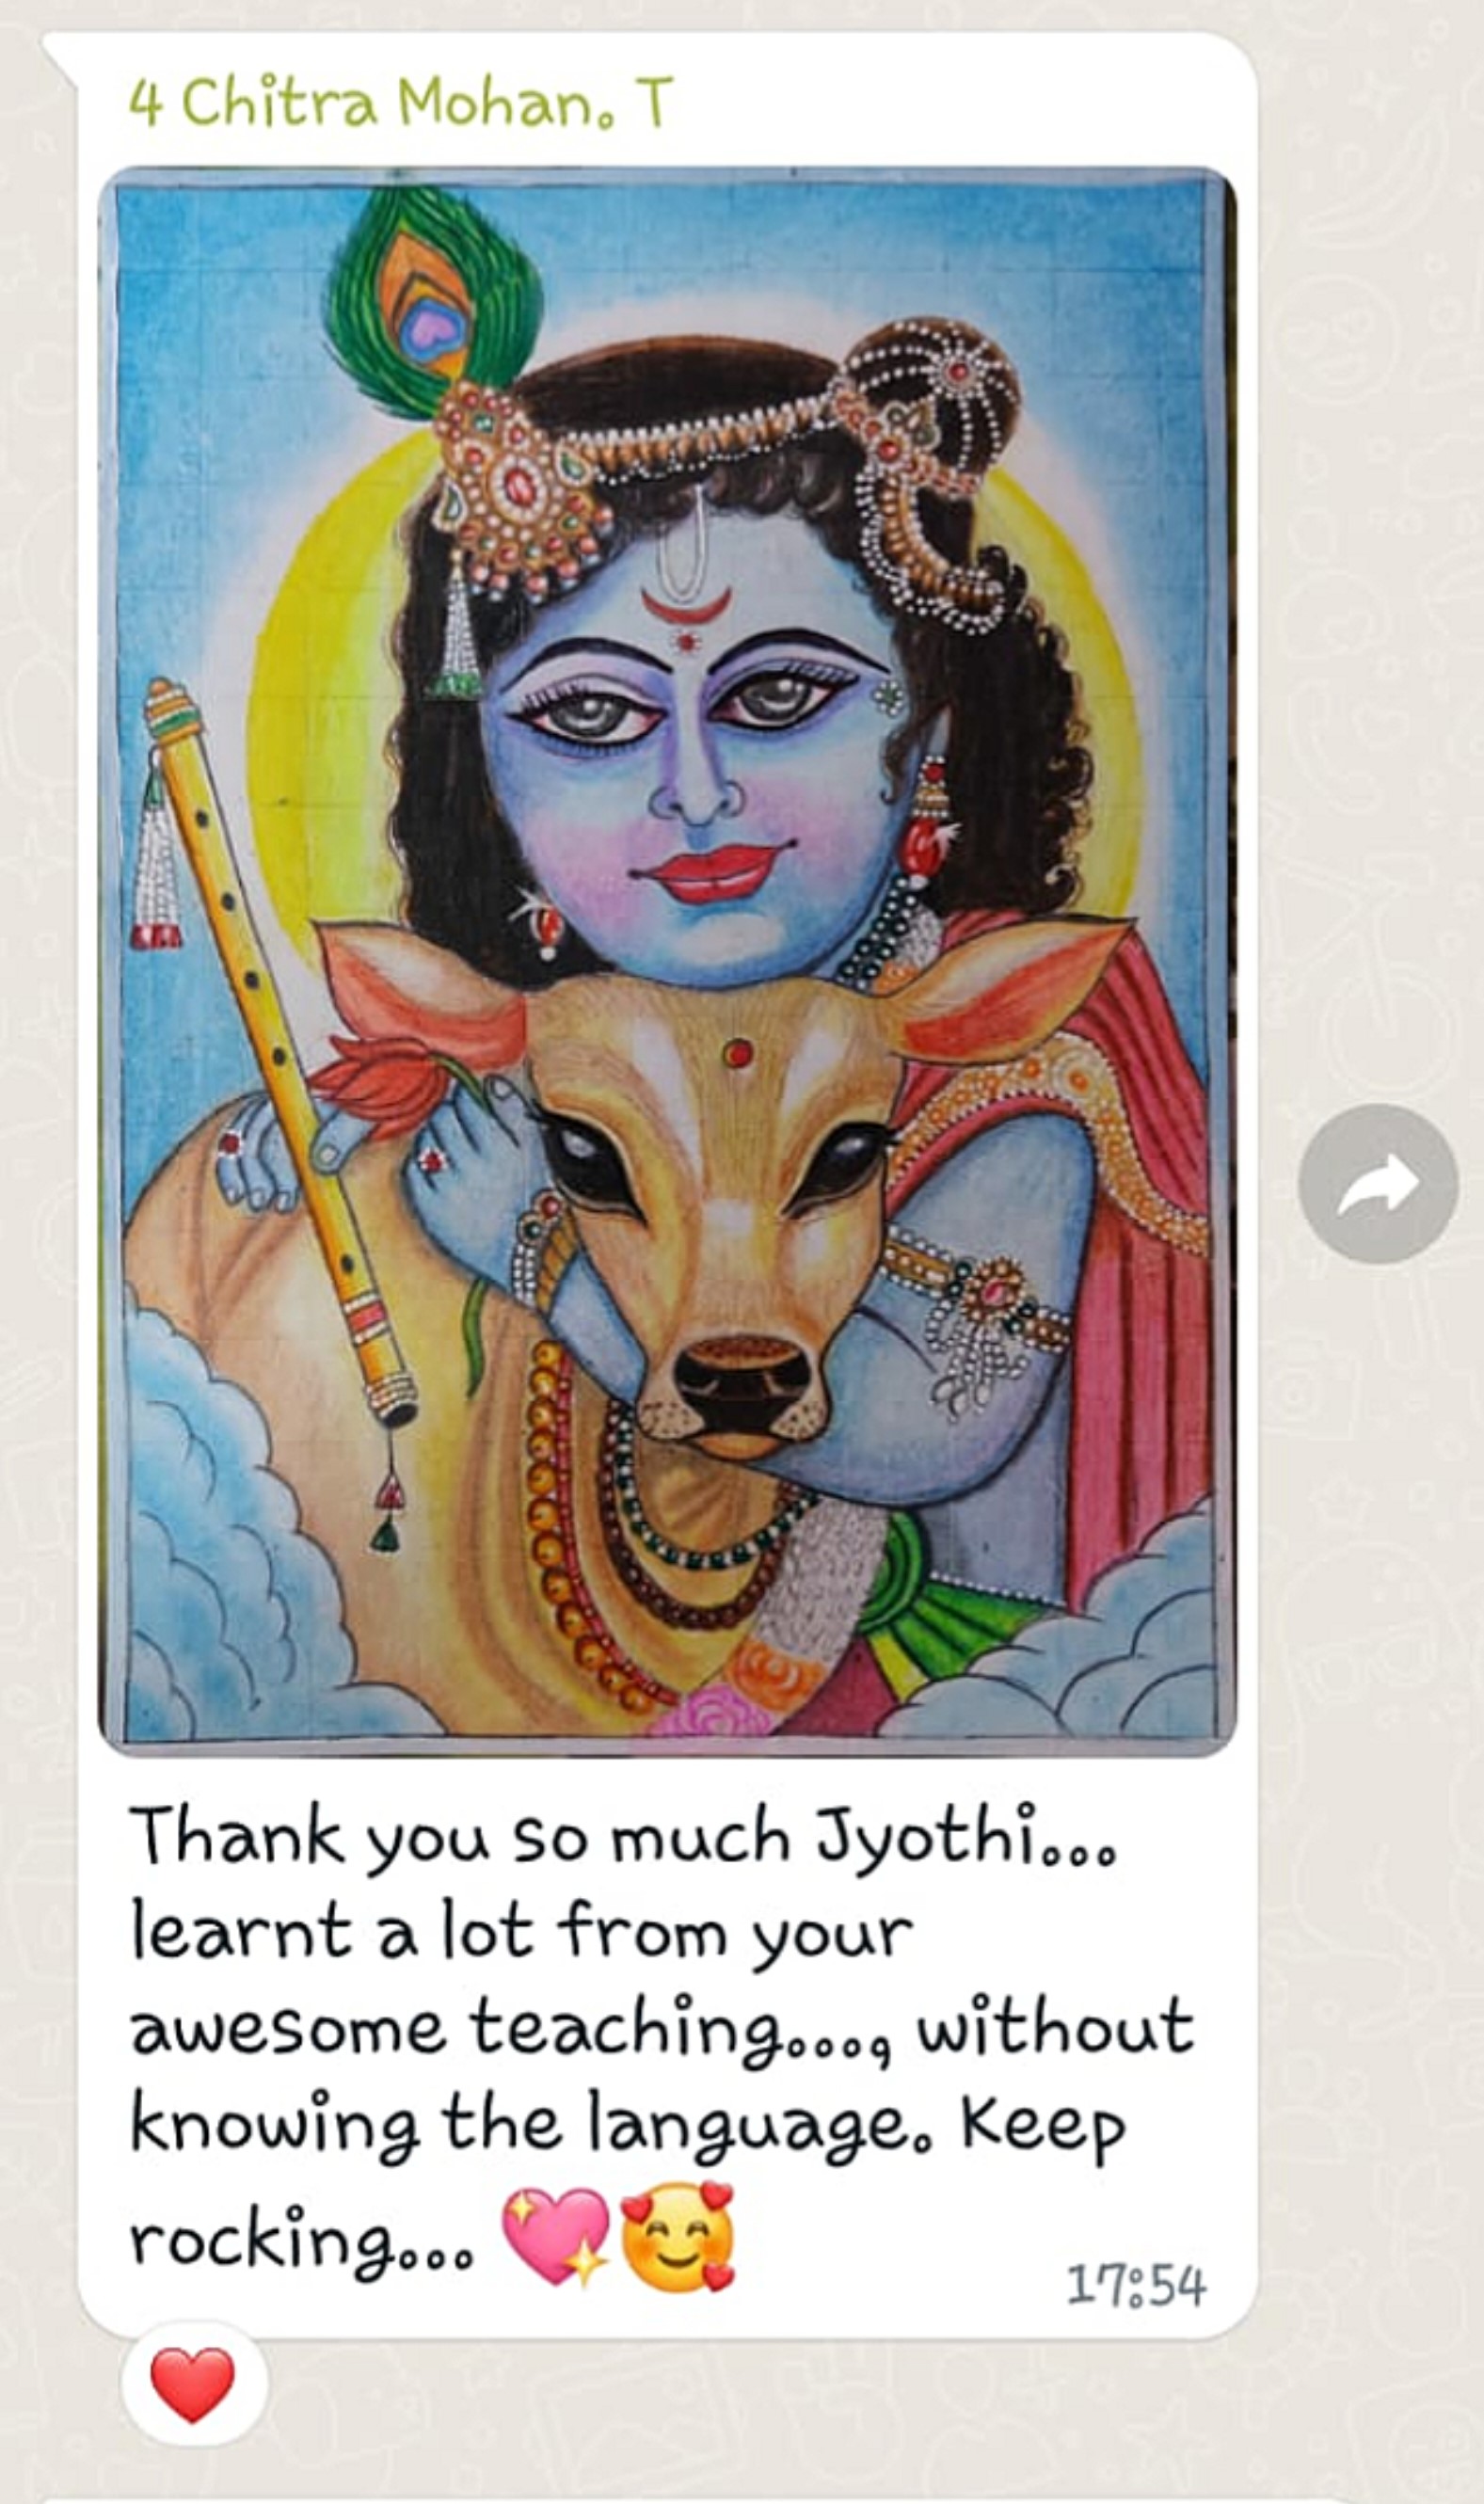 4 Chitra Mohan. T
Thank you so much Jyothi...
learnt a lot from your
awesome teaching...., without
knowing the language. Keep
rocking... 💖🥰
17:54